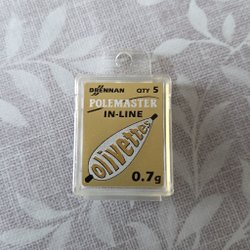 DRENNAN QTY 5
POLEMASTER
IN-LINE
olivettes
0.7g